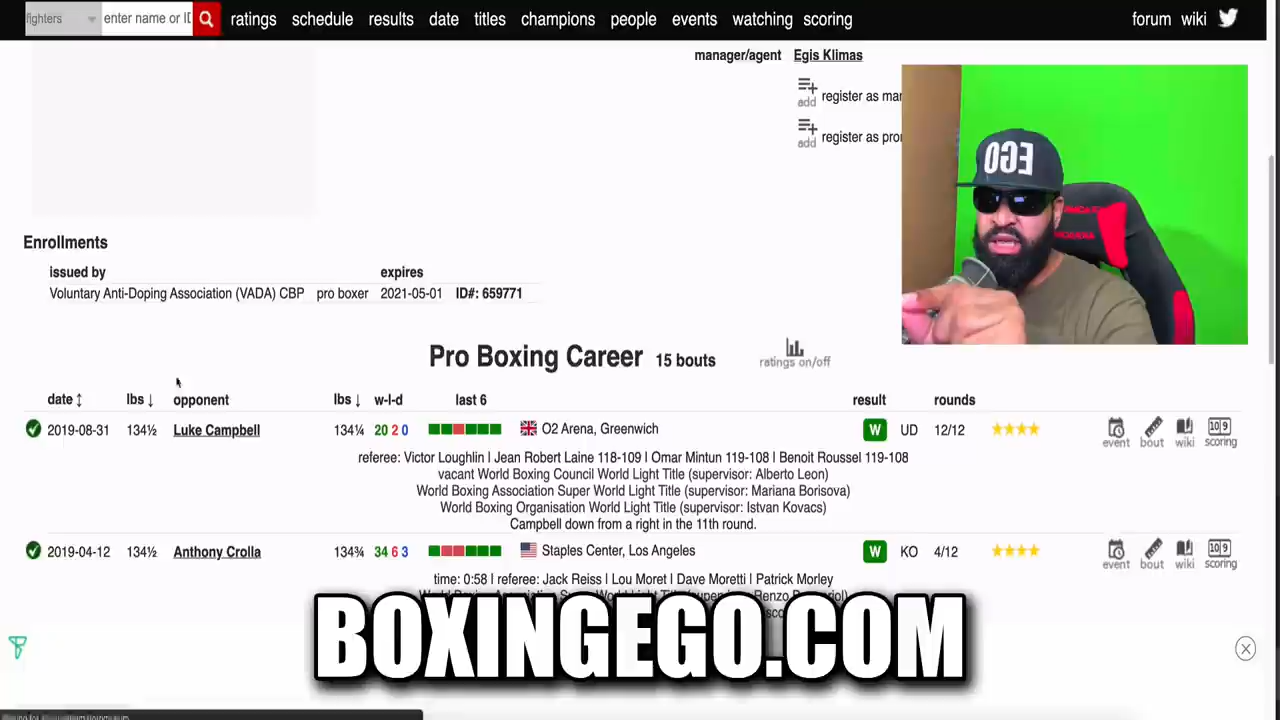 fighters enter name or ID ratings schedule results date titles champions people events watching scoring forum wiki
manager/agent Egis Klimas
add register as
add register as
EGO
Enrollments
issued by expires
Voluntary Anti-Doping Association (VADA) CBP pro boxer 2021-05-01 ID#: 659771
Pro Boxing Career 15 bouts
ratings on/off
date lbs opponent lbs w-l-d last 6 result rounds
2019-08-31 134½ Luke Campbell 134¼ 20 2 0 O2 Arena, Greenwich W UD 12/12 event bout wiki 10 9 scoring
referee: Victor Loughlin | Jean Robert Laine 118-109 | Omar Mintun 119-108 | Benoit Roussel 119-108
vacant World Boxing Council World Light Title (supervisor: Alberto Leon)
World Boxing Association Super World Light Title (supervisor: Mariana Borisova)
World Boxing Organisation World Light Title (supervisor: Istvan Kovacs)
Campbell down from a right in the 11th round.
2019-04-12 134½ Anthony Crolla 134¾ 34 6 3 Staples Center, Los Angeles W KO 4/12 event bout wiki 10 9 scoring
time: 0:58 | referee: Jack Reiss | Lou Moret | Dave Moretti | Patrick Morley
BOXINGEGO.COM